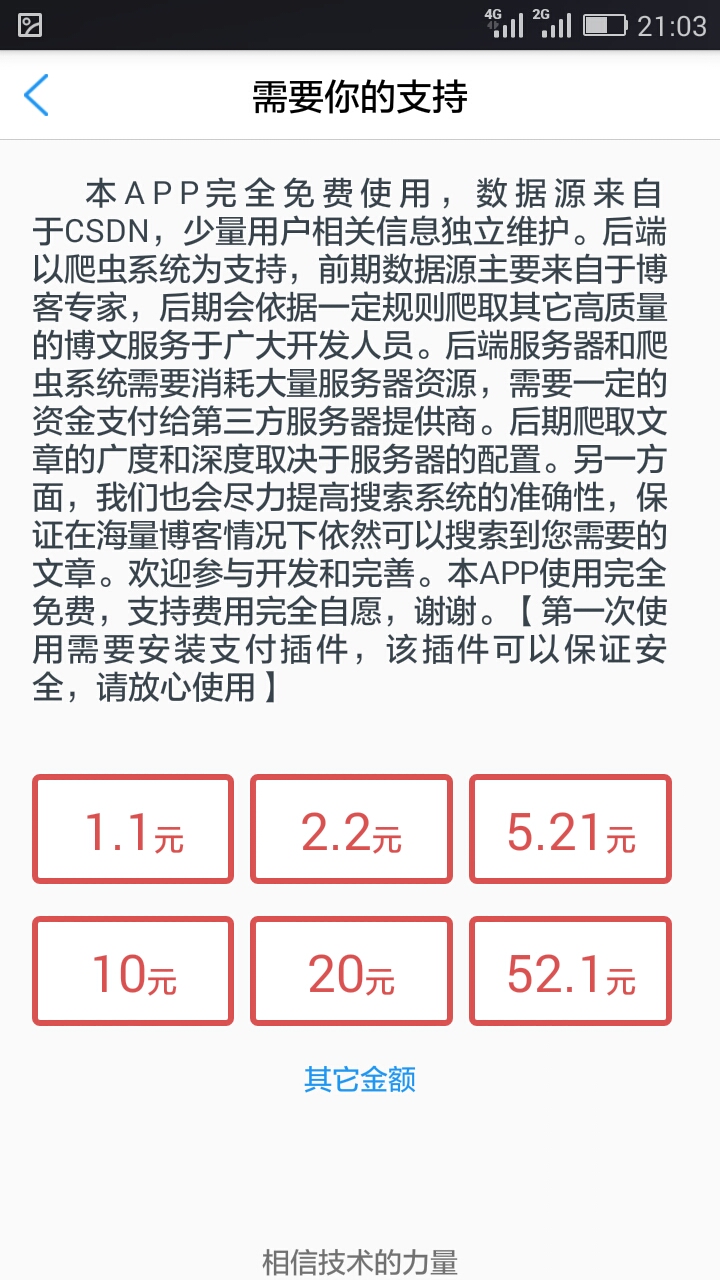 4G 2G 21:03
需要你的支持
本APP完全免费使用，数据源来自
于CSDN，少量用户相关信息独立维护。后端
以爬虫系统为支持，前期数据源主要来自于博
客专家，后期会依据一定规则爬取其它高质量
的博文服务于广大开发人员。后端服务器和爬
虫系统需要消耗大量服务器资源，需要一定的
资金支付给第三方服务器提供商。后期爬取文
章的广度和深度取决于服务器的配置。另一方
面，我们也会尽力提高搜索系统的准确性，保
证在海量博客情况下依然可以搜索到您需要的
文章。欢迎参与开发和完善。本APP使用完全
免费，支持费用完全自愿，谢谢。【第一次使
用需要安装支付插件，该插件可以保证安
全，请放心使用】
1.1元 2.2元 5.21元
10元 20元 52.1元
其它金额
相信技术的力量